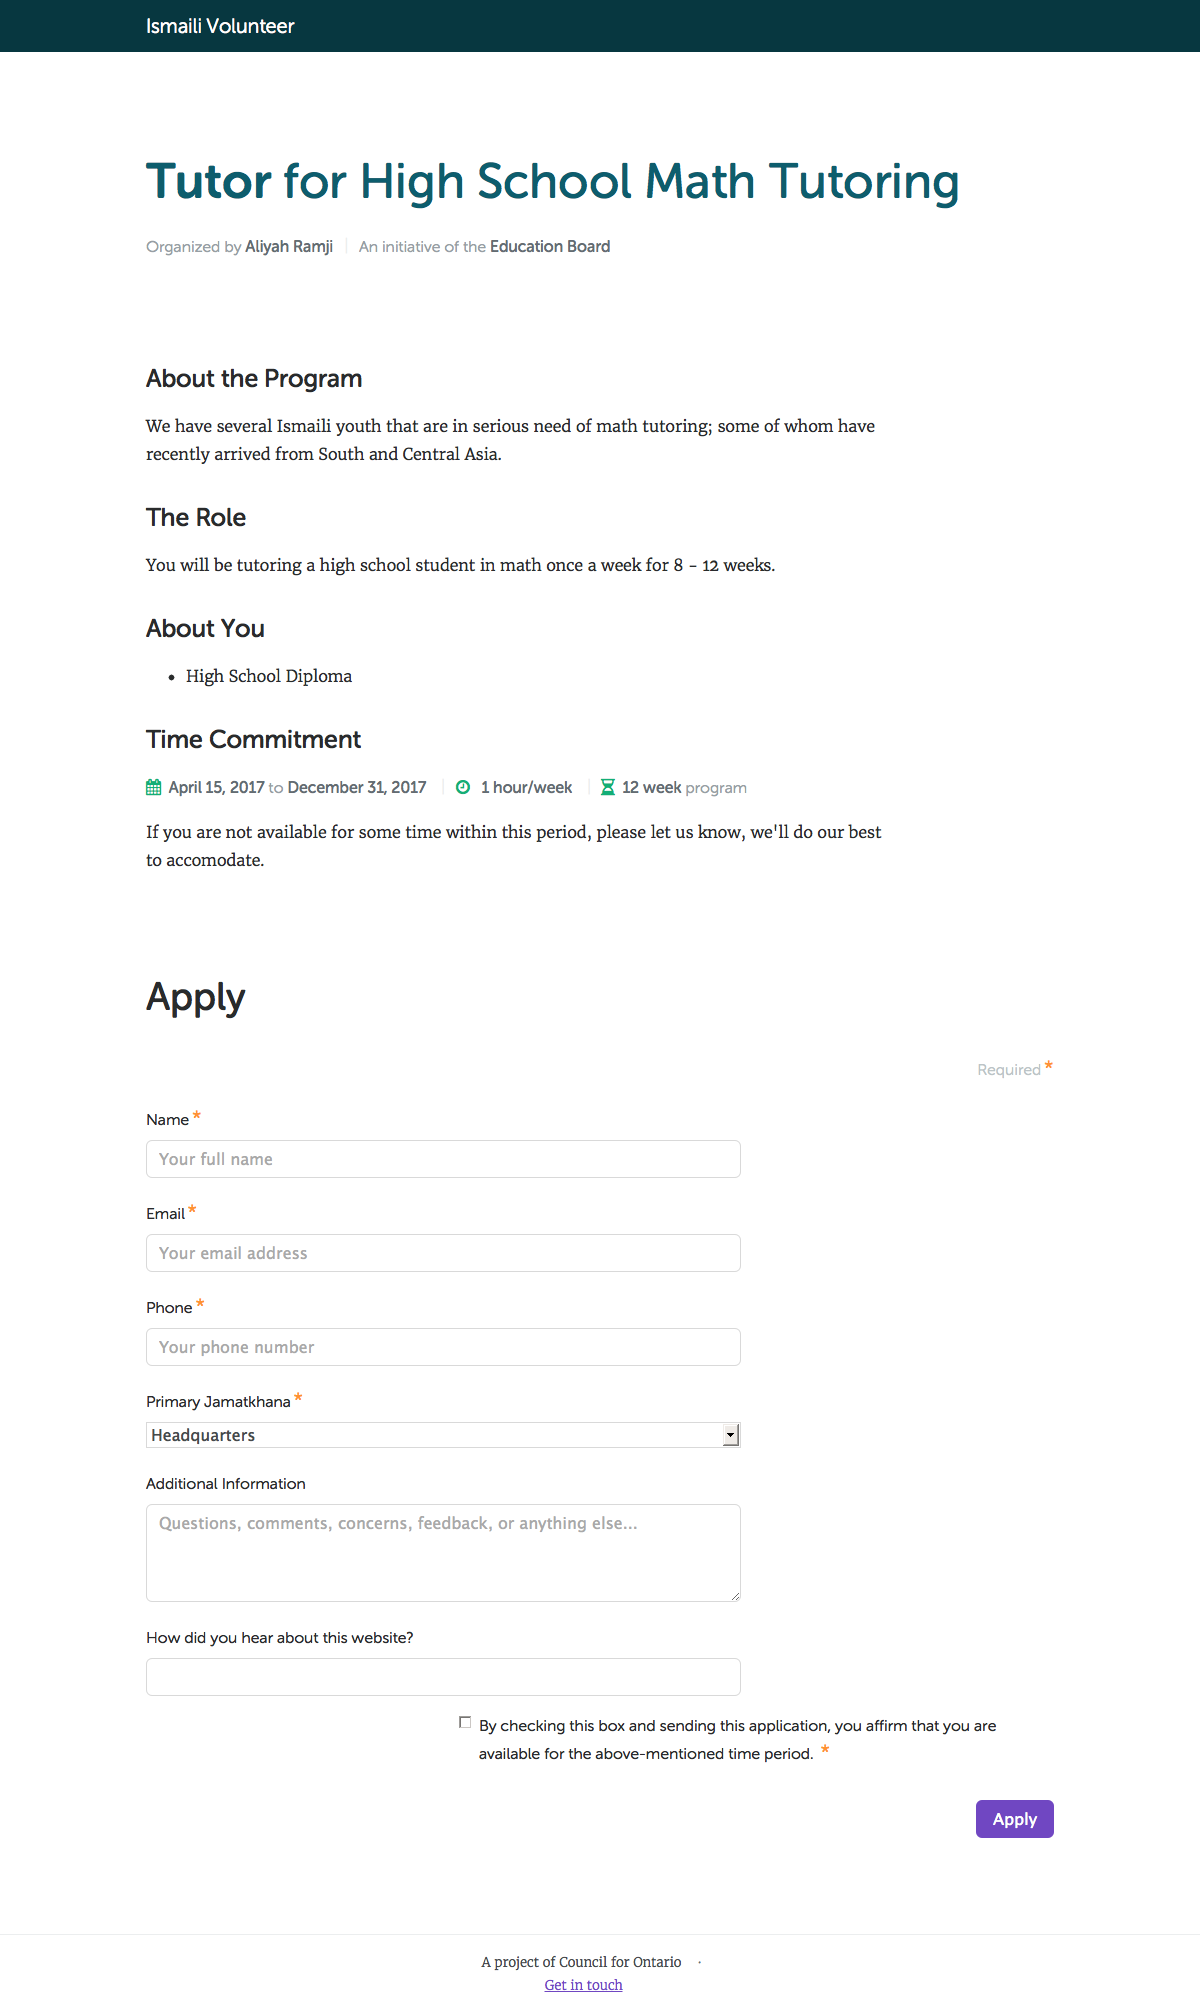 Ismaili Volunteer
Tutor for High School Math Tutoring
Organized by Aliyah Ramji An initiative of the Education Board
About the Program
We have several Ismaili youth that are in serious need of math tutoring; some of whom have
recently arrived from South and Central Asia.
The Role
You will be tutoring a high school student in math once a week for 8 – 12 weeks.
About You
• High School Diploma
Time Commitment
April 15, 2017 to December 31, 2017 1 hour/week 12 week program
If you are not available for some time within this period, please let us know, we'll do our best
to accomodate.
Apply
Required *
Name *
Your full name
Email *
Your email address
Phone *
Your phone number
Primary Jamatkhana *
Headquarters
Additional Information
Questions, comments, concerns, feedback, or anything else...
How did you hear about this website?
By checking this box and sending this application, you affirm that you are
available for the above-mentioned time period. *
Apply
A project of Council for Ontario ·
Get in touch